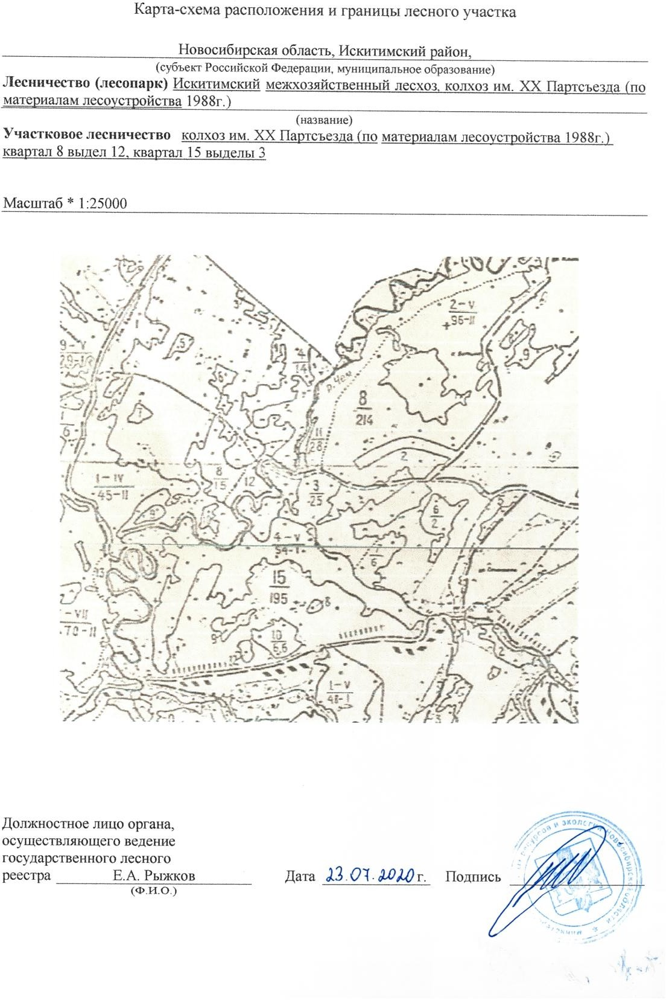 Карта-схема расположения и границы лесного участка
Новосибирская область, Искитимский район,
(субъект Российской Федерации, муниципальное образование)
Лесничество (лесопарк) Искитимский межхозяйственный лесхоз, колхоз им. XX Партсъезда (по
материалам лесоустройства 1988г.)
(название)
Участковое лесничество колхоз им. XX Партсъезда (по материалам лесоустройства 1988г.)
квартал 8 выдел 12, квартал 15 выделы 3
Масштаб * 1:25000
2-V
96-II
9-V
5
4
14
9
6
р. Чем
8
214
7
11
28
2
1-IV
45-II
8
15
12
3
25
5
6
2
9
4-V
54-I
7
6
13
15
195
8
-VII
70-II
9
10
6,6
2
1-V
48-I
Должностное лицо органа,
осуществляющего ведение
государственного лесного
реестра Е.А. Рыжков Дата 23.07.2020 г. Подпись
(Ф.И.О.)
ресурсов и экологии Новосибирской области *